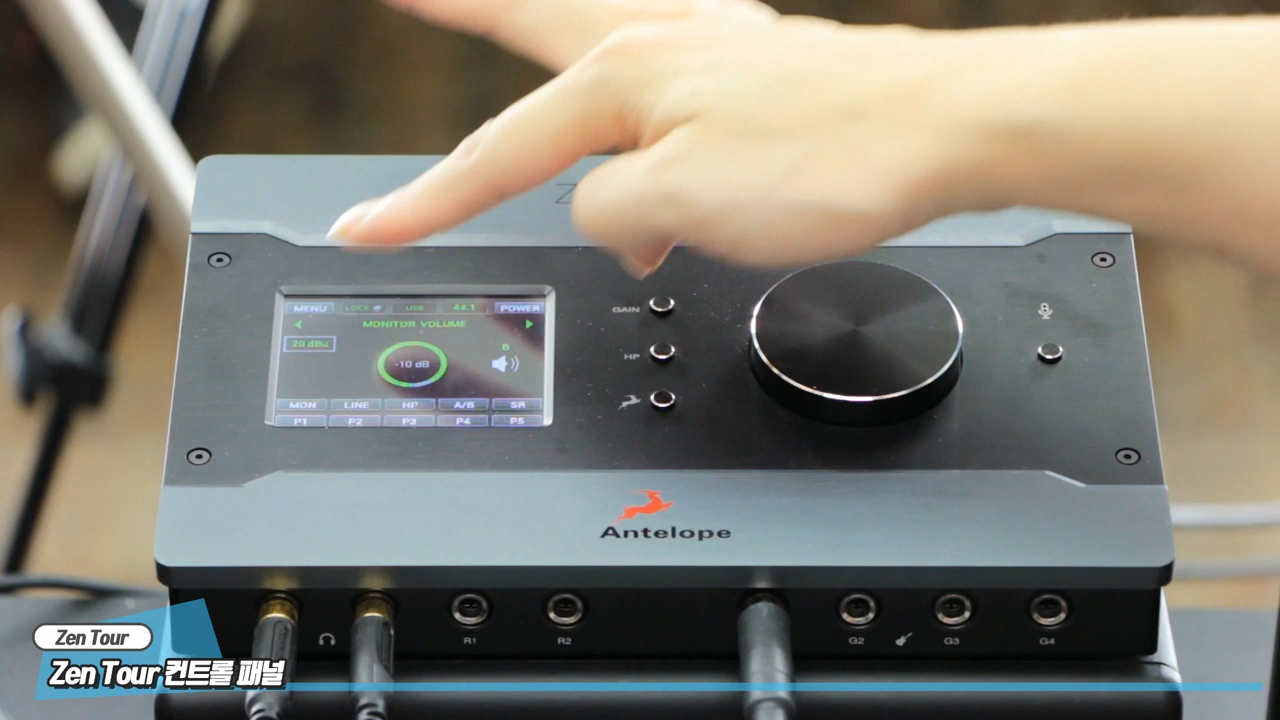 Z
MENU LOCK USB 44.1 POWER
MONITOR VOLUME
20 dBu
B
-10 dB
MON LINE HP A/B SR
P1 P2 P3 P4 P5
GAIN
HP
Antelope
R1 R2 G2 G3 G4
Zen Tour
Zen Tour 컨트롤 패널